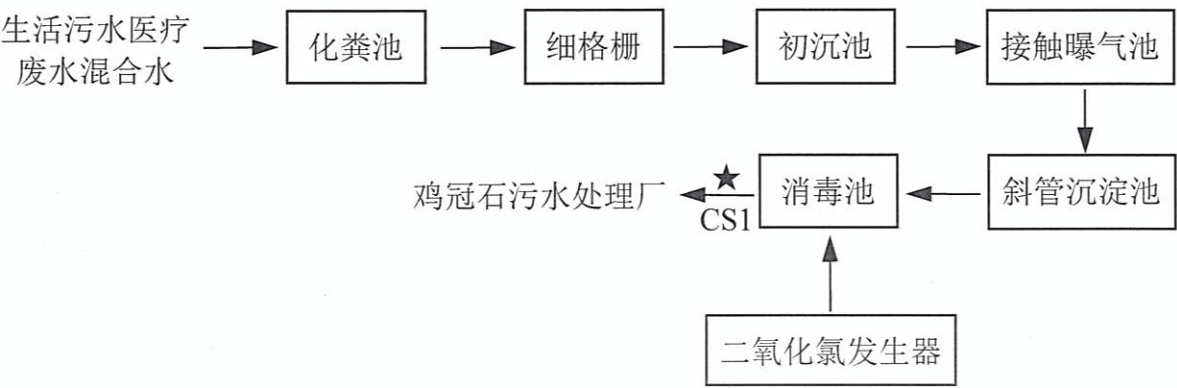 生活污水医疗
废水混合水
化粪池
细格栅
初沉池
接触曝气池
斜管沉淀池
消毒池
★
CS1
鸡冠石污水处理厂
二氧化氯发生器